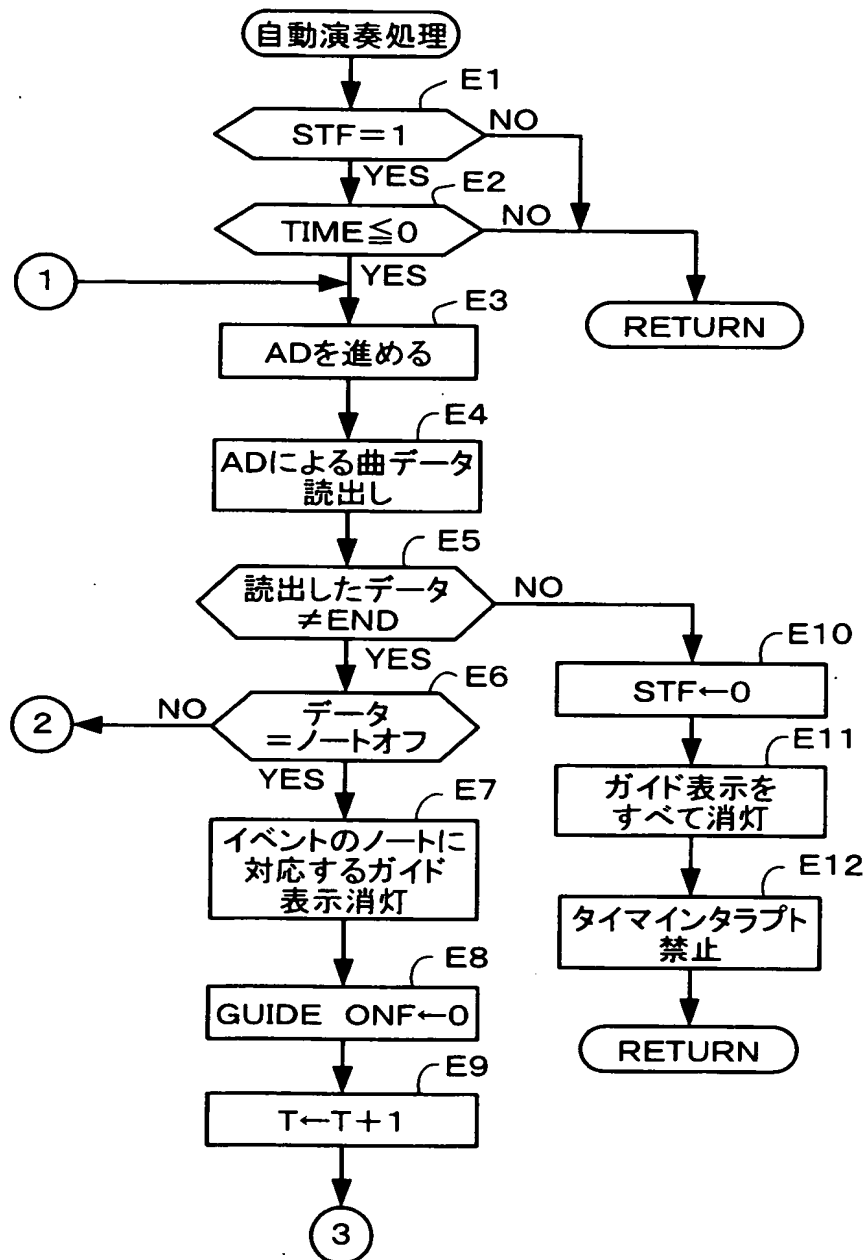 自動演奏処理
E1
STF=1
NO
YES
E2
TIME≦0
NO
YES
1
E3
ADを進める
RETURN
E4
ADによる曲データ
読出し
E5
読出したデータ
≠END
NO
YES
E6
データ
=ノートオフ
NO
2
YES
E7
イベントのノートに
対応するガイド
表示消灯
E8
GUIDE ONF←0
E9
T←T+1
3
E10
STF←0
E11
ガイド表示を
すべて消灯
E12
タイマインタラプト
禁止
RETURN